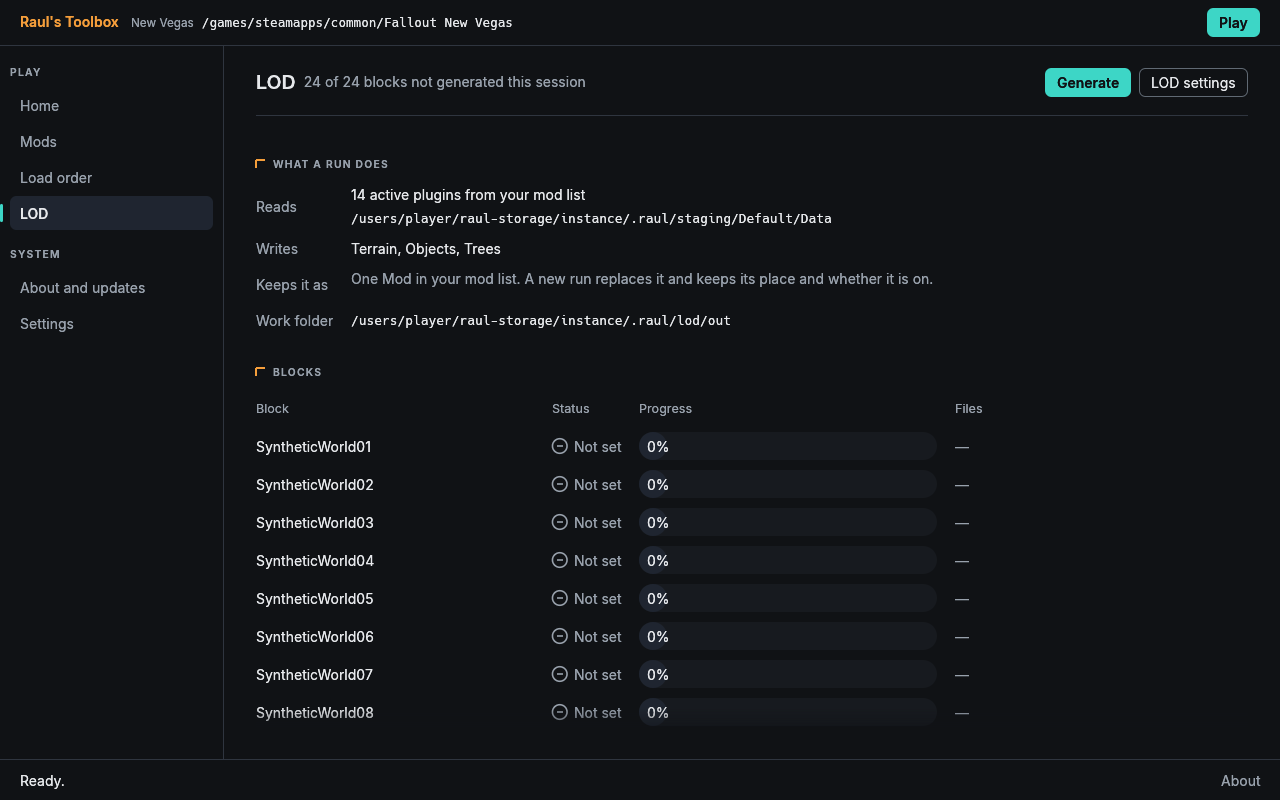 Raul's Toolbox New Vegas /games/steamapps/common/Fallout New Vegas Play
PLAY
Home
Mods
Load order
LOD
SYSTEM
About and updates
Settings
LOD 24 of 24 blocks not generated this session Generate LOD settings
WHAT A RUN DOES
Reads 14 active plugins from your mod list
/users/player/raul-storage/instance/.raul/staging/Default/Data
Writes Terrain, Objects, Trees
Keeps it as One Mod in your mod list. A new run replaces it and keeps its place and whether it is on.
Work folder /users/player/raul-storage/instance/.raul/lod/out
BLOCKS
Block Status Progress Files
SyntheticWorld01 Not set 0% —
SyntheticWorld02 Not set 0% —
SyntheticWorld03 Not set 0% —
SyntheticWorld04 Not set 0% —
SyntheticWorld05 Not set 0% —
SyntheticWorld06 Not set 0% —
SyntheticWorld07 Not set 0% —
SyntheticWorld08 Not set 0% —
Ready. About